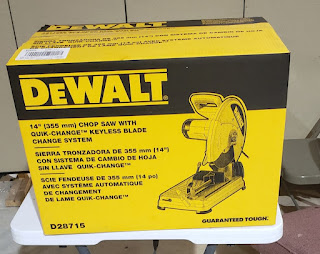 DEWALT
14" (355 mm) CHOP SAW WITH
QUIK-CHANGE™ KEYLESS BLADE
CHANGE SYSTEM
SIERRA TRONZADORA DE 355 mm (14")
CON SISTEMA DE CAMBIO DE HOJA
SIN LLAVE QUIK-CHANGE™
SCIE FENDEUSE DE 355 mm (14 po)
AVEC SYSTÈME AUTOMATIQUE
DE CHANGEMENT
DE LAME QUIK-CHANGE™
D28715
GUARANTEED TOUGH.